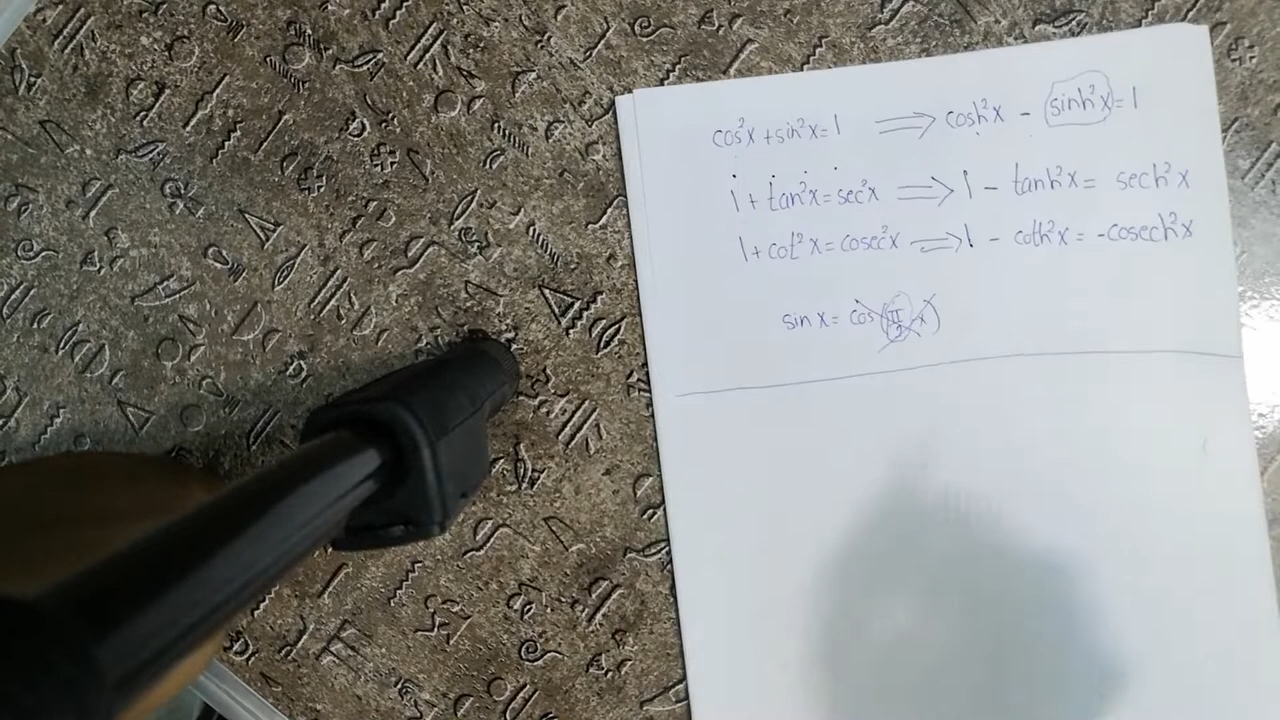 cos²x + sin²x = 1 ⟹ cosh²x - sinh²x = 1
1 + tan²x = sec²x ⟹ 1 - tanh²x = sech²x
1 + cot²x = cosec²x ⟹ 1 - coth²x = -cosech²x
sin x = cos(π/2 - x)